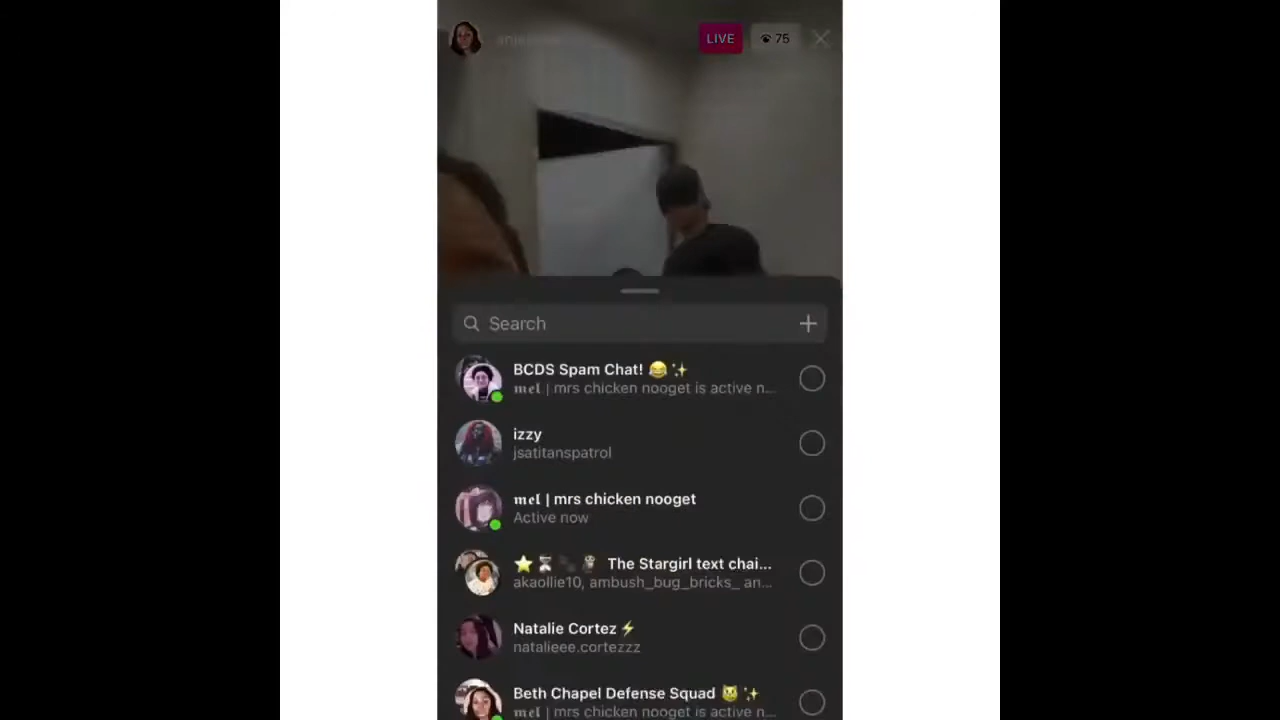 LIVE 75
Search
BCDS Spam Chat! 😂✨
𝖒𝖊𝖑 | mrs chicken nooget is active n...
izzy
jsatitanspatrol
𝖒𝖊𝖑 | mrs chicken nooget
Active now
The Stargirl text chai...
akaollie10, ambush_bug_bricks_ an...
Natalie Cortez⚡
natalieee.cortezzz
Beth Chapel Defense Squad 😼✨
𝖒𝖊𝖑 | mrs chicken nooget is active n...